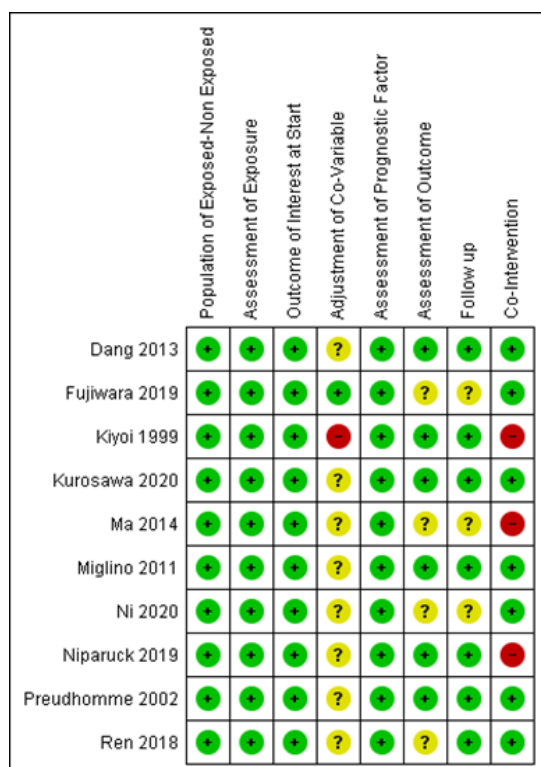 Population of Exposed-Non Exposed
Assessment of Exposure
Outcome of Interest at Start
Adjustment of Co-Variable
Assessment of Prognostic Factor
Assessment of Outcome
Follow up
Co-Intervention
Dang 2013 + + + ? + + + +
Fujiwara 2019 + + + + + ? ? +
Kiyoi 1999 + + + - + + + -
Kurosawa 2020 + + + ? + + + +
Ma 2014 + + + ? + ? ? -
Miglino 2011 + + + ? + + + +
Ni 2020 + + + ? + ? ? +
Niparuck 2019 + + + ? + + + -
Preudhomme 2002 + + + ? + + + +
Ren 2018 + + + ? + ? + +